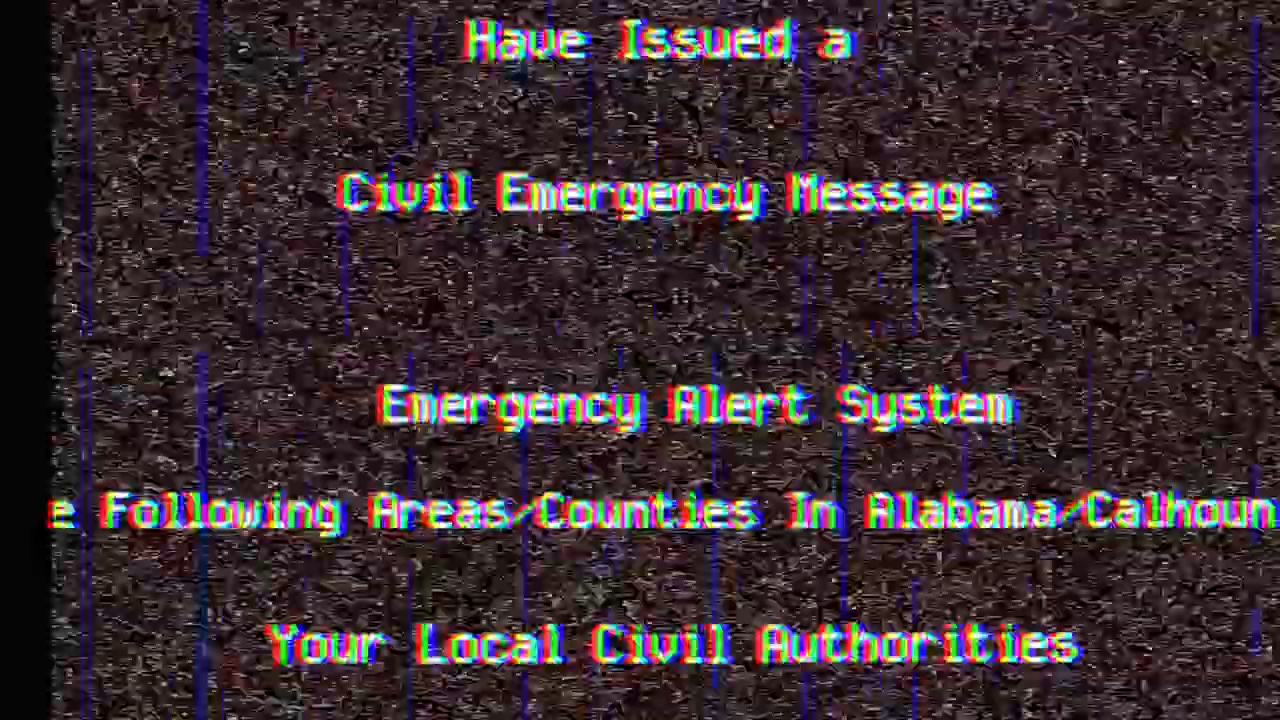 Have Issued a
Civil Emergency Message
Emergency Alert System
e Following Areas/Counties In Alabama/Calhoun
Your Local Civil Authorities